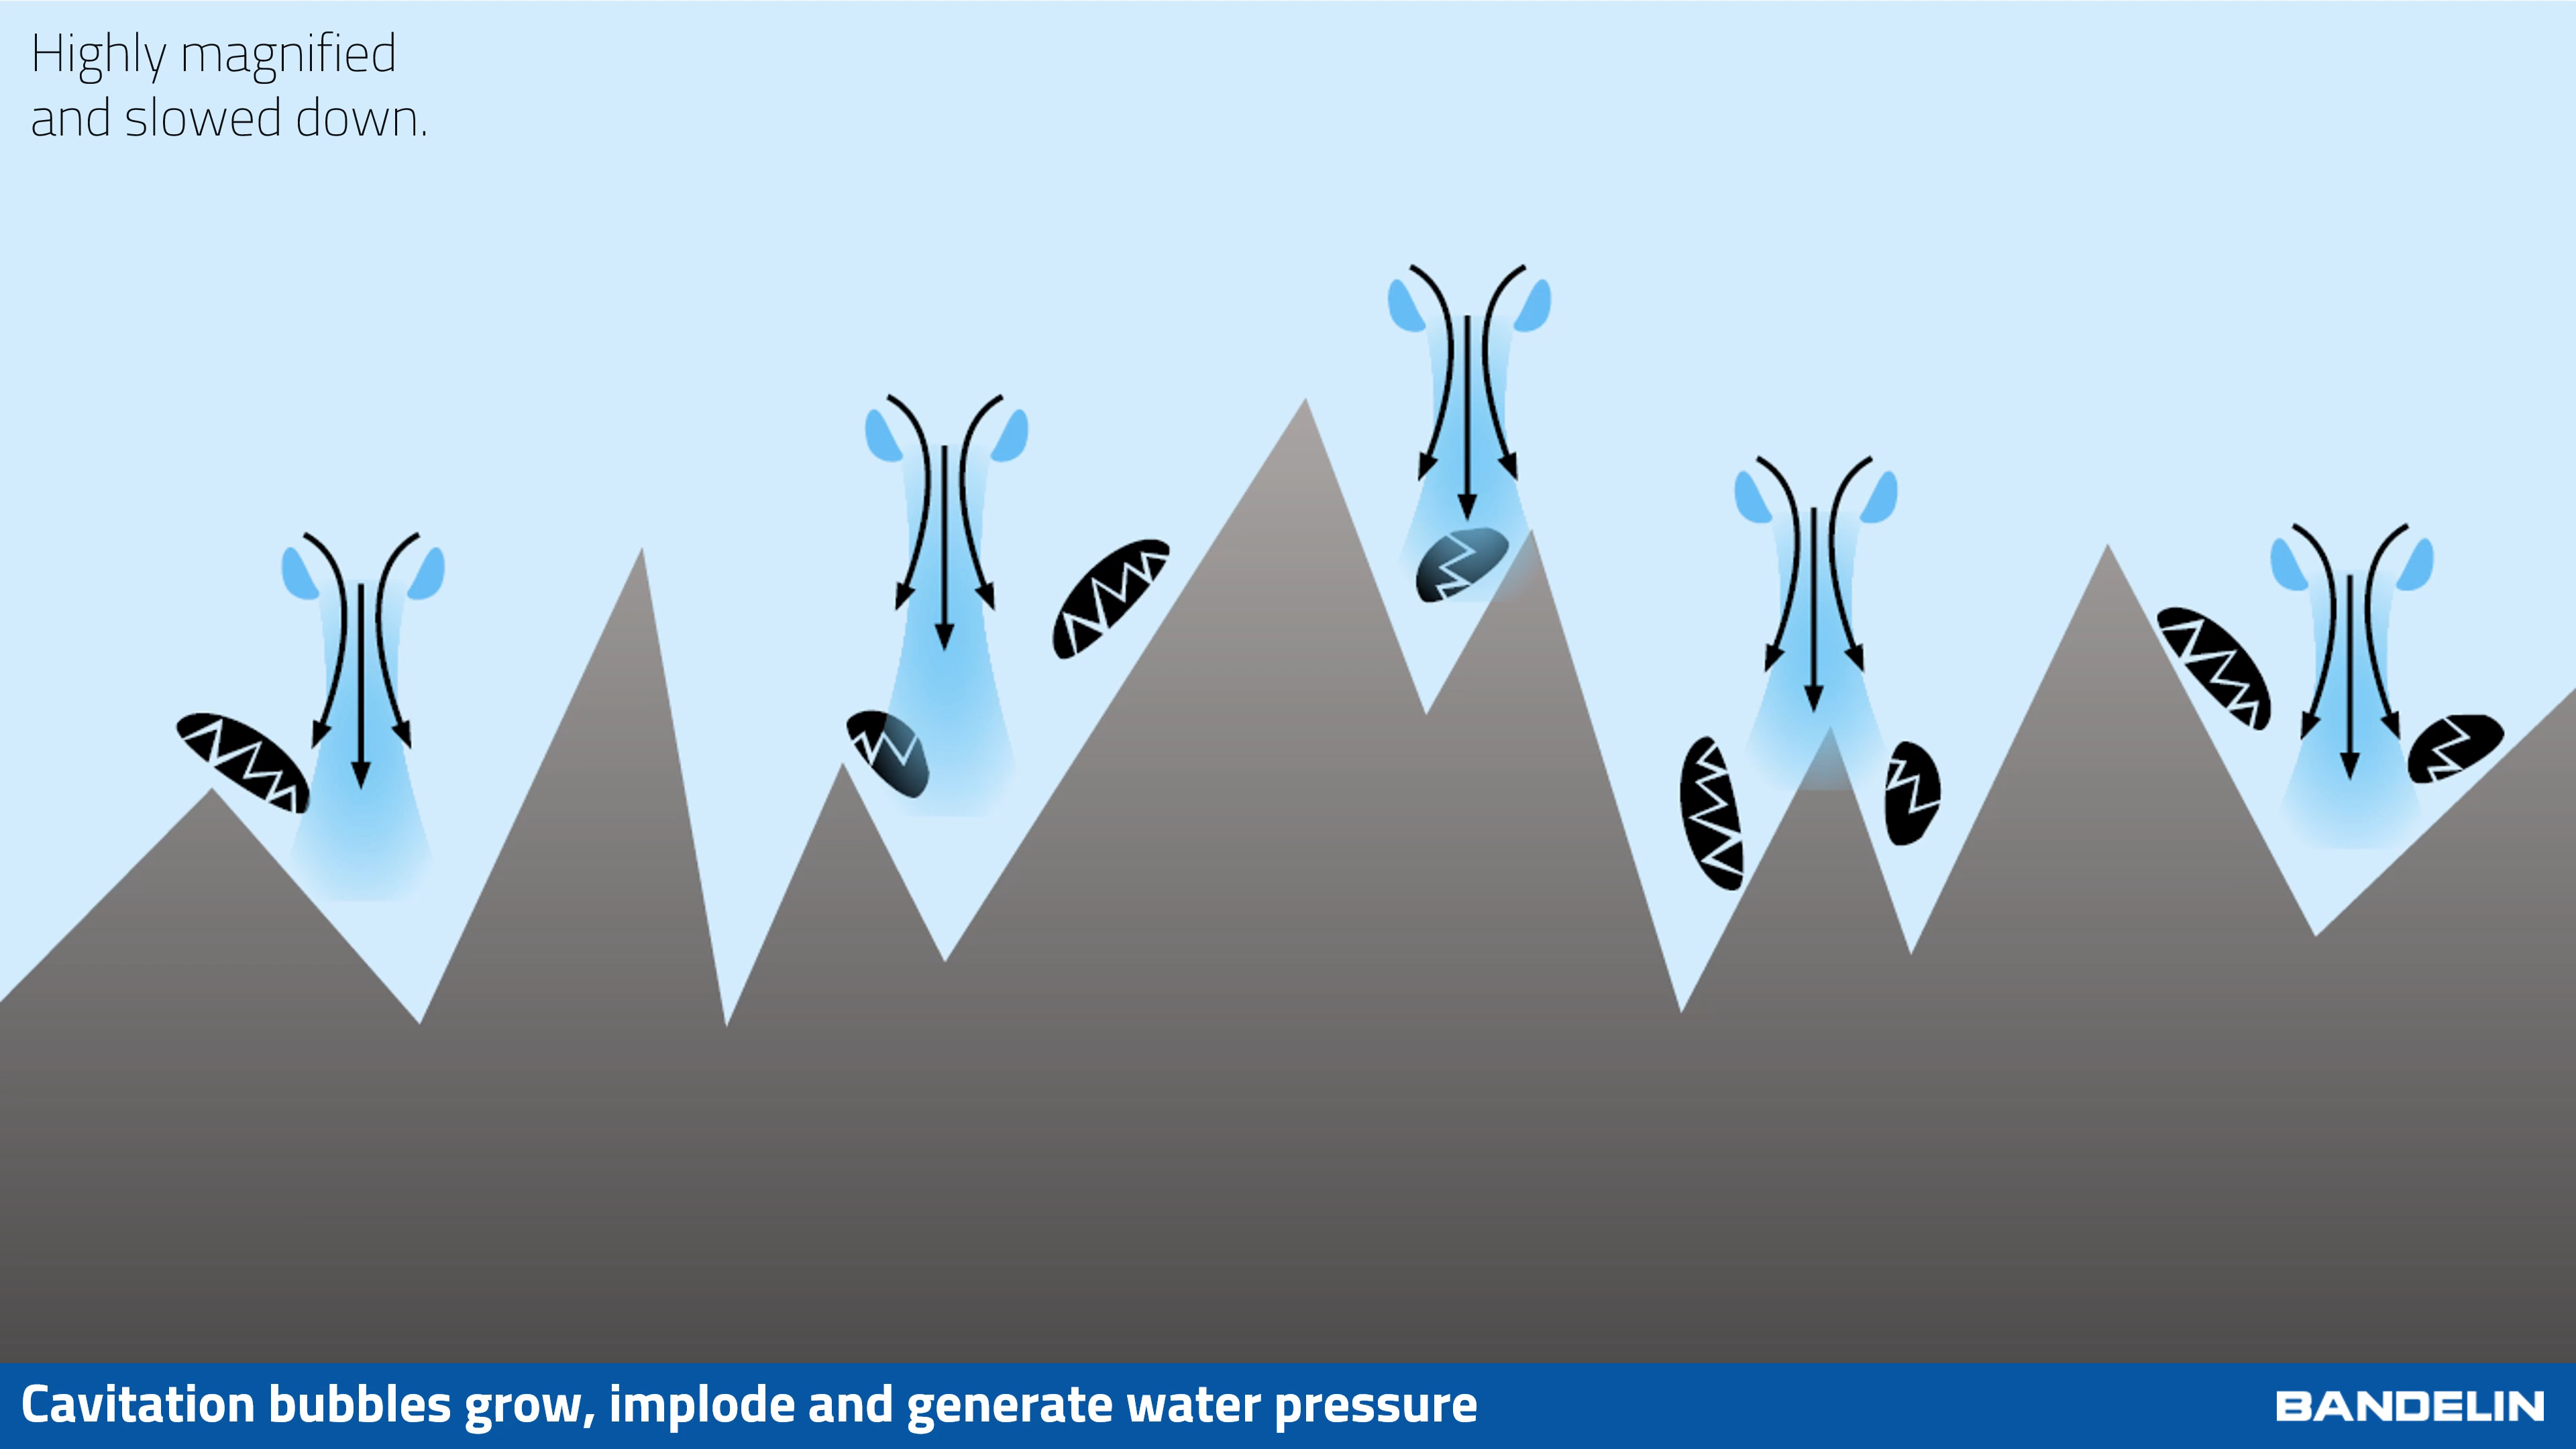 Highly magnified
and slowed down.
Cavitation bubbles grow, implode and generate water pressure
BANDELIN